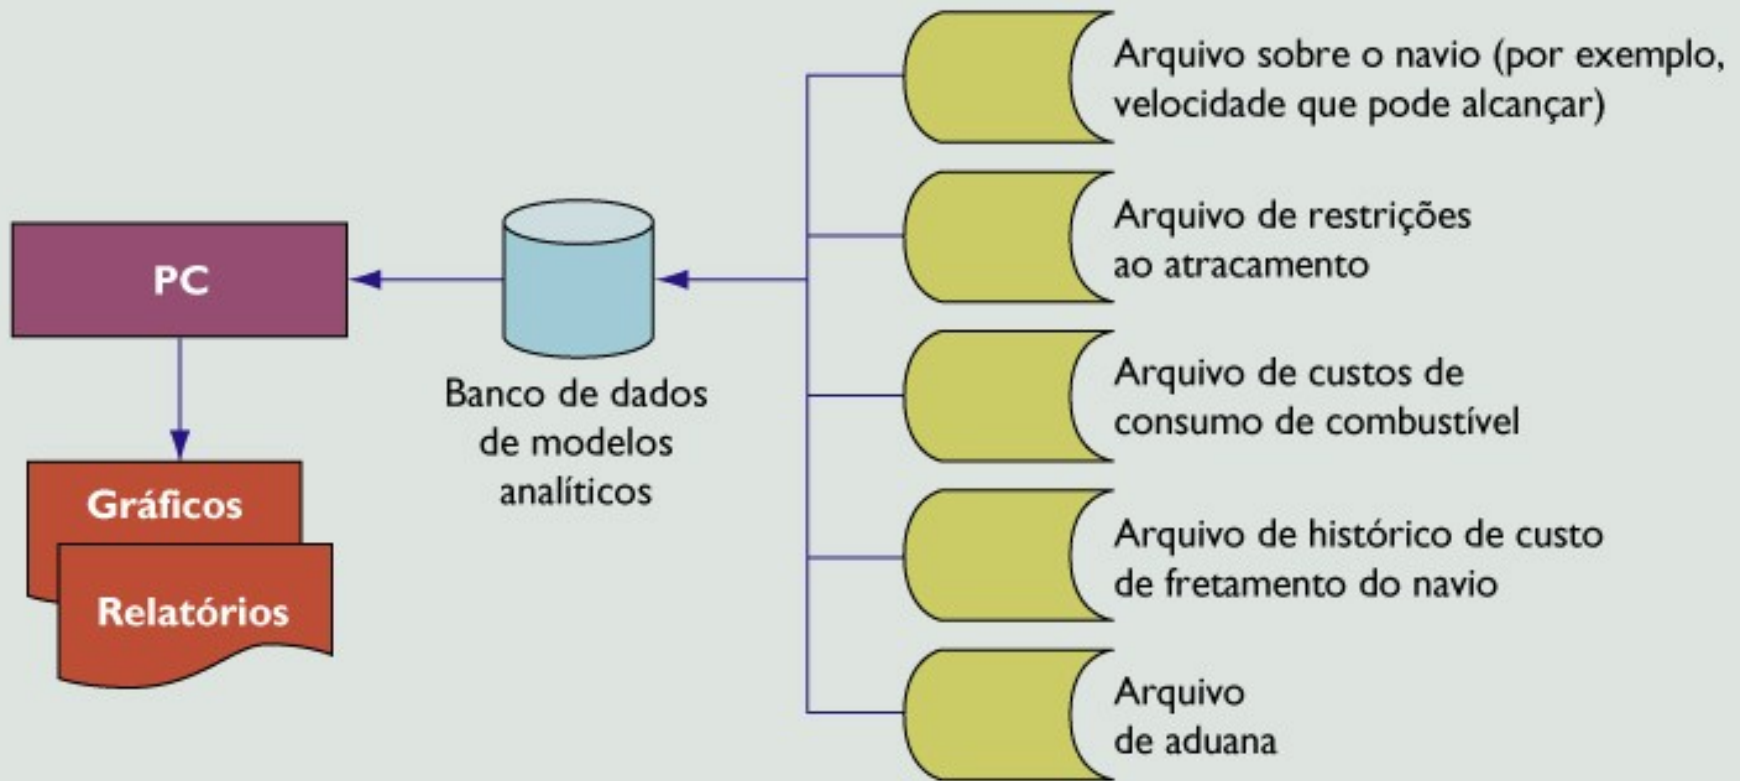 PC
Gráficos
Relatórios
Banco de dados
de modelos
analíticos
Arquivo sobre o navio (por exemplo,
velocidade que pode alcançar)
Arquivo de restrições
ao atracamento
Arquivo de custos de
consumo de combustível
Arquivo de histórico de custo
de fretamento do navio
Arquivo
de aduana